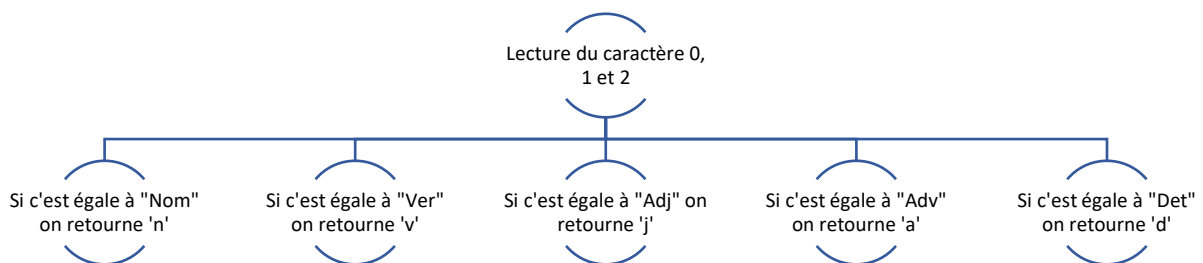 Lecture du caractère 0,
1 et 2
Si c'est égale à "Nom"
on retourne 'n'
Si c'est égale à "Ver"
on retourne 'v'
Si c'est égale à "Adj" on
retourne 'j'
Si c'est égale à "Adv"
on retourne 'a'
Si c'est égale à "Det"
on retourne 'd'